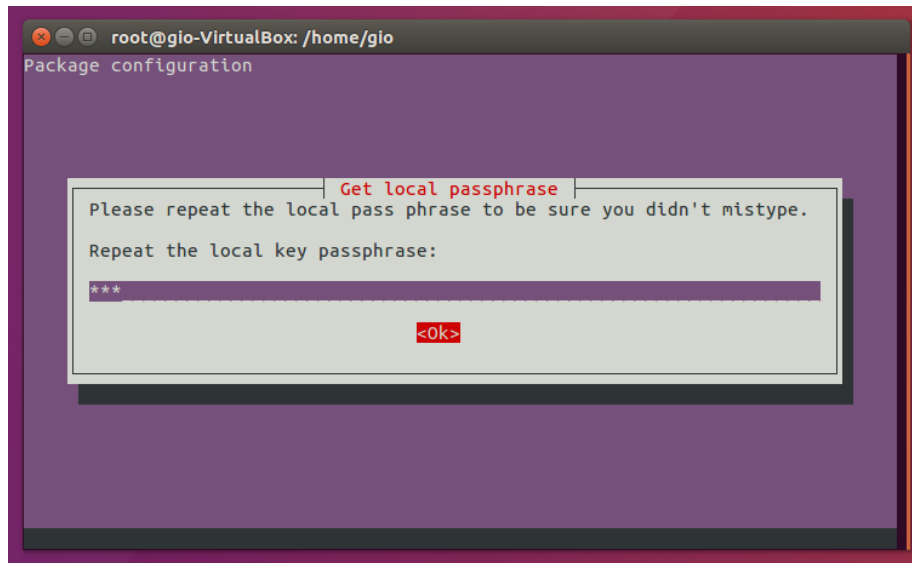 root@gio-VirtualBox: /home/gio
Package configuration
Get local passphrase
Please repeat the local pass phrase to be sure you didn't mistype.
Repeat the local key passphrase:
***
<Ok>